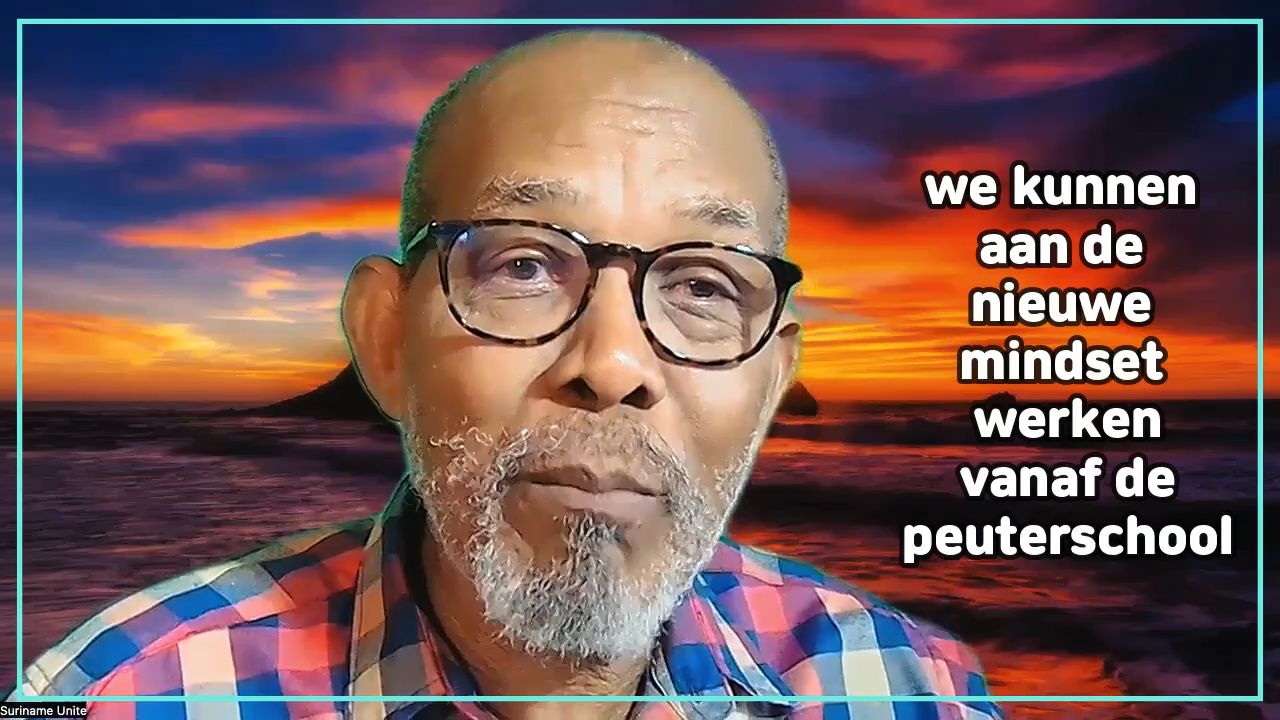 we kunnen
aan de
nieuwe
mindset
werken
vanaf de
peuterschool
Suriname Unite